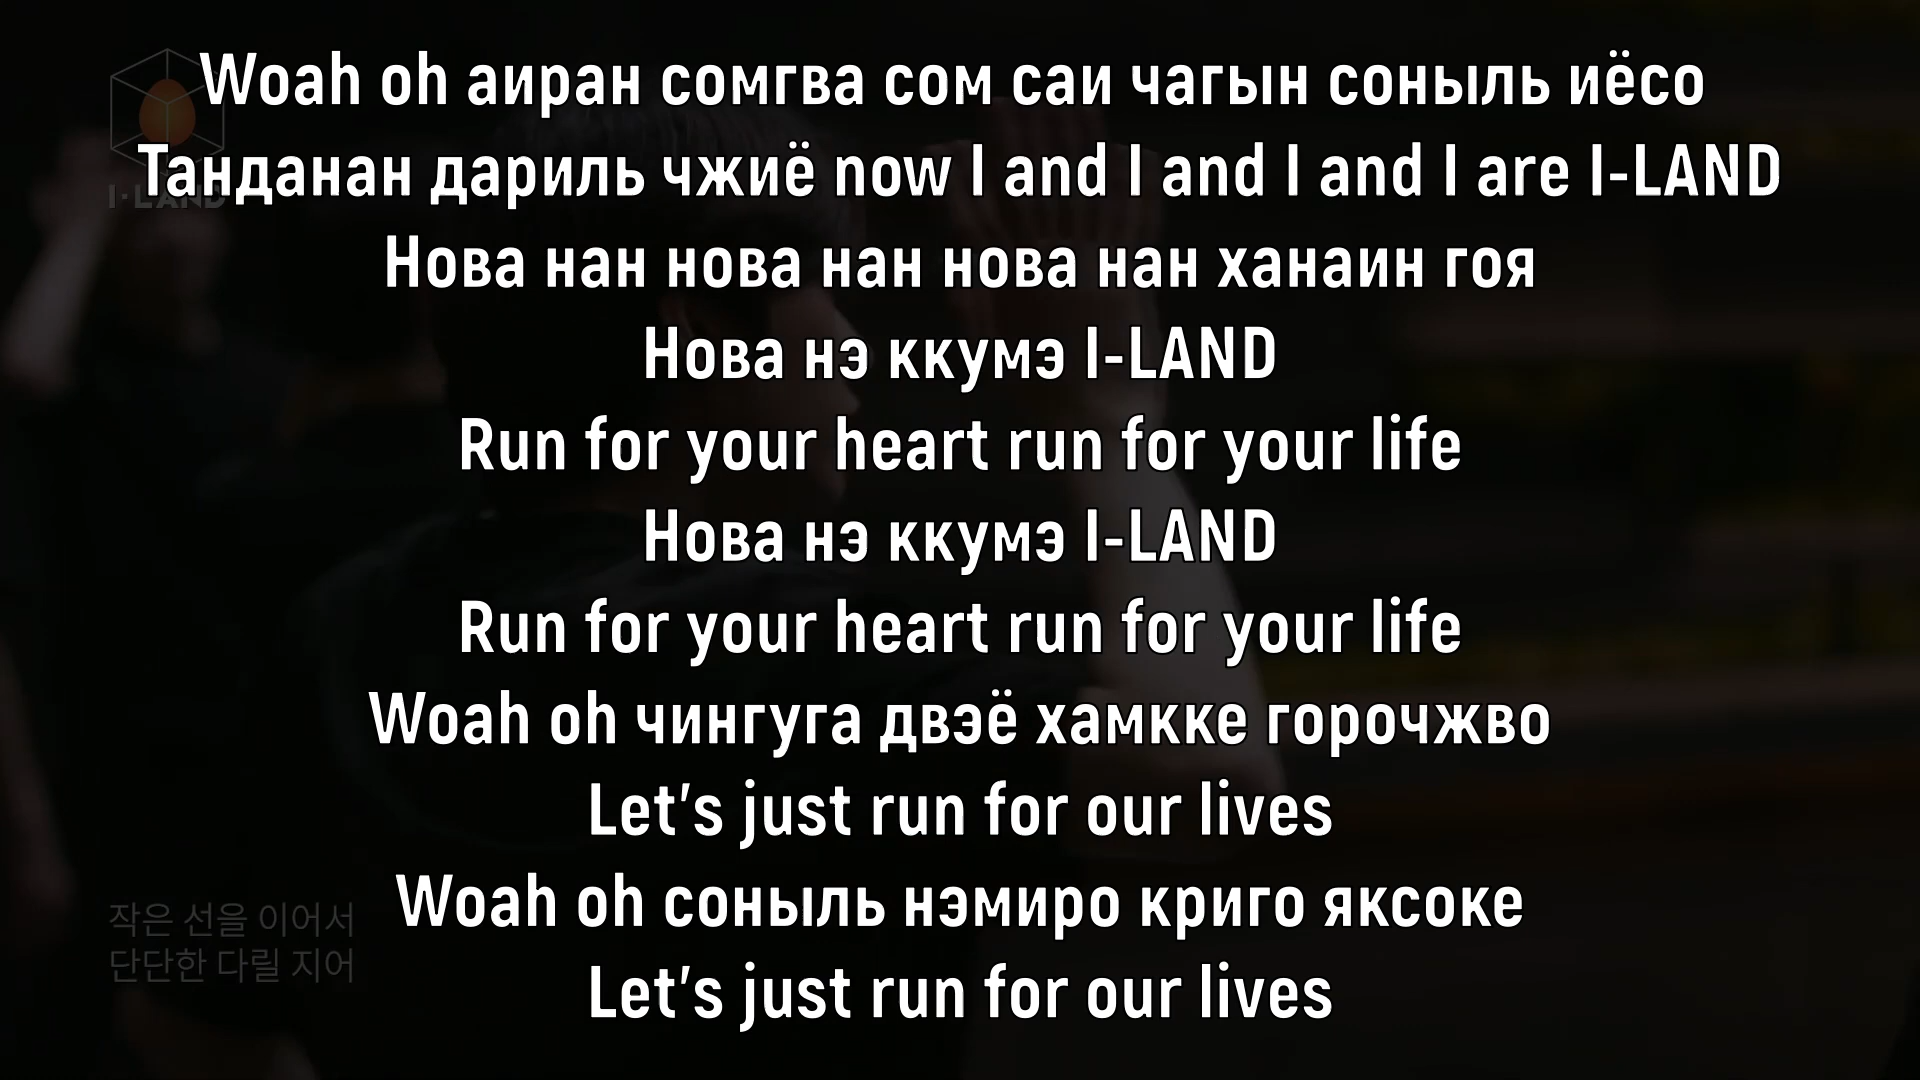 I·LAND
Woah oh аиран сомгва сом саи чагын соныль иёсо
Танданан дариль чжиё now I and I and I and I are I-LAND
Нова нан нова нан нова нан ханаин гоя
Нова нэ ккумэ I-LAND
Run for your heart run for your life
Нова нэ ккумэ I-LAND
Run for your heart run for your life
Woah oh чингуга двэё хамкке горочжво
Let's just run for our lives
Woah oh соныль нэмиро криго яксоке
Let's just run for our lives
작은 선을 이어서
단단한 다릴 지어